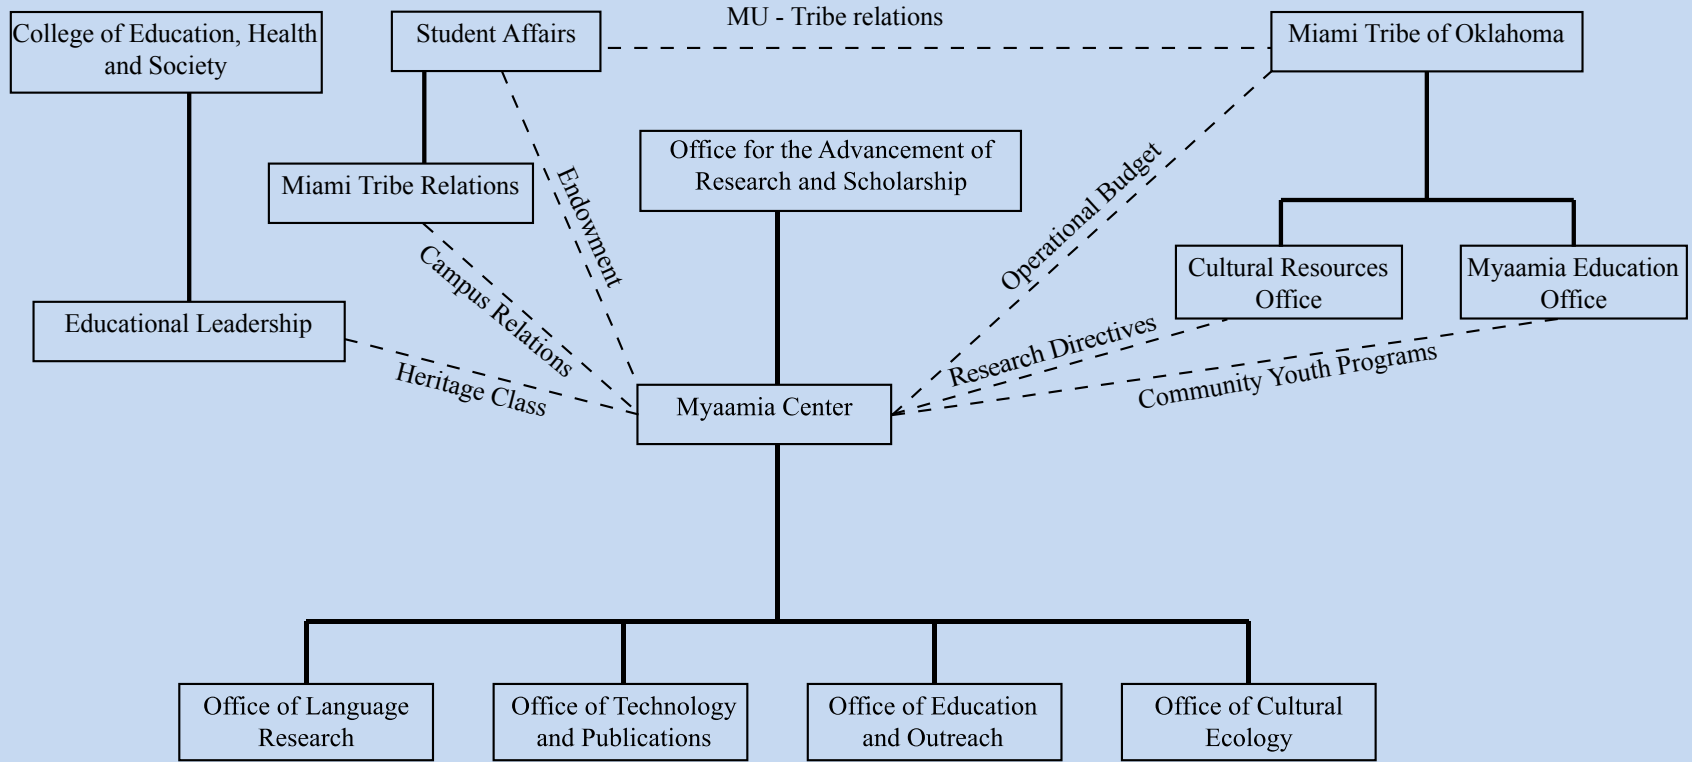 MU - Tribe relations
College of Education, Health
and Society
Student Affairs
Miami Tribe of Oklahoma
Office for the Advancement of
Research and Scholarship
Miami Tribe Relations
Endowment
Operational Budget
Campus Relations
Cultural Resources
Office
Myaamia Education
Office
Educational Leadership
Heritage Class
Research Directives
Community Youth Programs
Myaamia Center
Office of Language
Research
Office of Technology
and Publications
Office of Education
and Outreach
Office of Cultural
Ecology